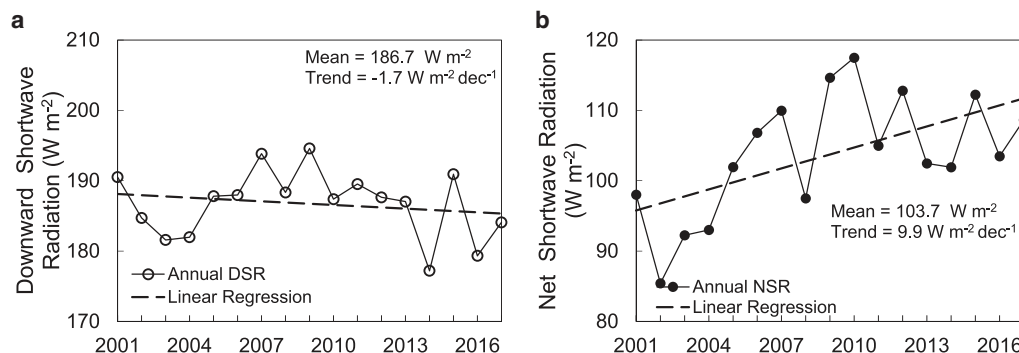 a
Downward Shortwave
Radiation (W m⁻²)
210
200
190
180
170
Mean = 186.7 W m⁻²
Trend = -1.7 W m⁻² dec⁻¹
Annual DSR
Linear Regression
2001 2004 2007 2010 2013 2016
b
Net Shortwave Radiation
(W m⁻²)
120
110
100
90
80
Mean = 103.7 W m⁻²
Trend = 9.9 W m⁻² dec⁻¹
Annual NSR
Linear Regression
2001 2004 2007 2010 2013 2016